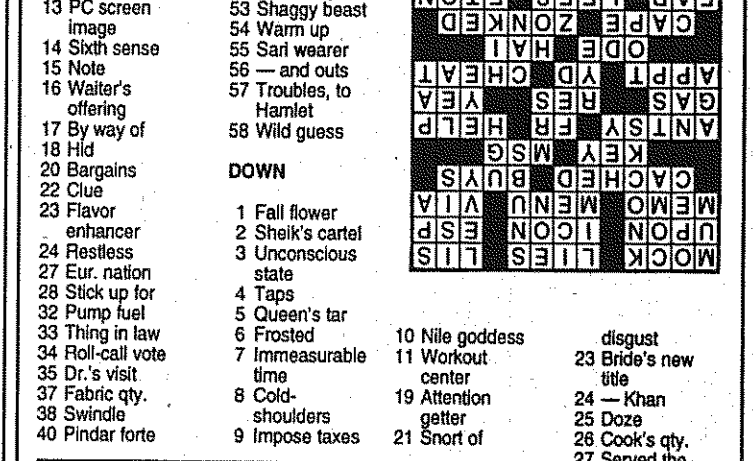 13 PC screen
image
14 Sixth sense
15 Note
16 Waiter's
offering
17 By way of
18 Hid
20 Bargains
22 Clue
23 Flavor
enhancer
24 Restless
27 Eur. nation
28 Stick up for
32 Pump fuel
33 Thing in law
34 Roll-call vote
35 Dr.'s visit
37 Fabric qty.
38 Swindle
40 Pindar forte
53 Shaggy beast
54 Warm up
55 Sari wearer
56 — and outs
57 Troubles, to
Hamlet
58 Wild guess
DOWN
1 Fall flower
2 Sheik's cartel
3 Unconscious
state
4 Taps
5 Queen's tar
6 Frosted
7 Immeasurable
time
8 Cold-
shoulders
9 Impose taxes
MOCK LIES LIS
UPON ICON ESP
MEMO MENU VIA
CACHED BUYS
KEY MSG
ANTSY FR HELP
GAS RES YEA
APPT YD CHEAT
ODE HAI
CAPE ZONKED
10 Nile goddess
11 Workout
center
19 Attention
getter
21 Snort of
disgust
23 Bride's new
title
24 — Khan
25 Doze
26 Cook's qty.
27 Served the